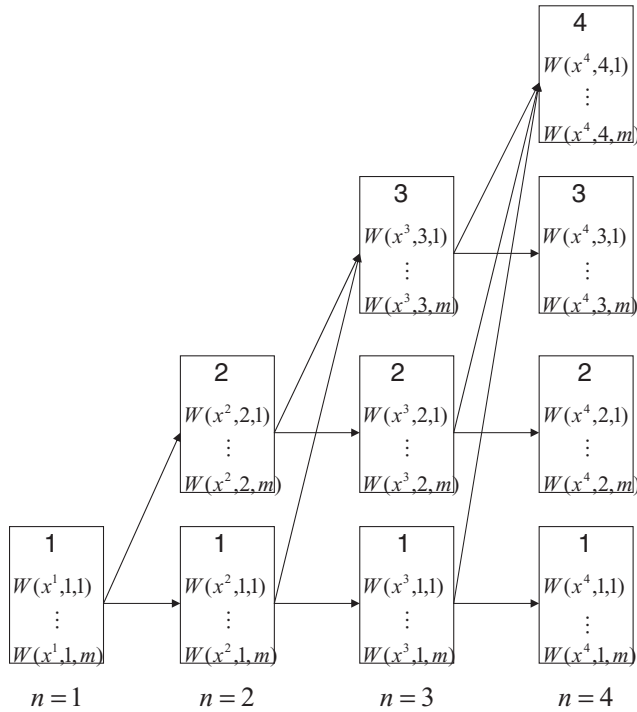 4
W(x⁴,4,1)
⋮
W(x⁴,4,m)
3
W(x³,3,1)
⋮
W(x³,3,m)
3
W(x⁴,3,1)
⋮
W(x⁴,3,m)
2
W(x²,2,1)
⋮
W(x²,2,m)
2
W(x³,2,1)
⋮
W(x³,2,m)
2
W(x⁴,2,1)
⋮
W(x⁴,2,m)
1
W(x¹,1,1)
⋮
W(x¹,1,m)
1
W(x²,1,1)
⋮
W(x²,1,m)
1
W(x³,1,1)
⋮
W(x³,1,m)
1
W(x⁴,1,1)
⋮
W(x⁴,1,m)
n = 1
n = 2
n = 3
n = 4